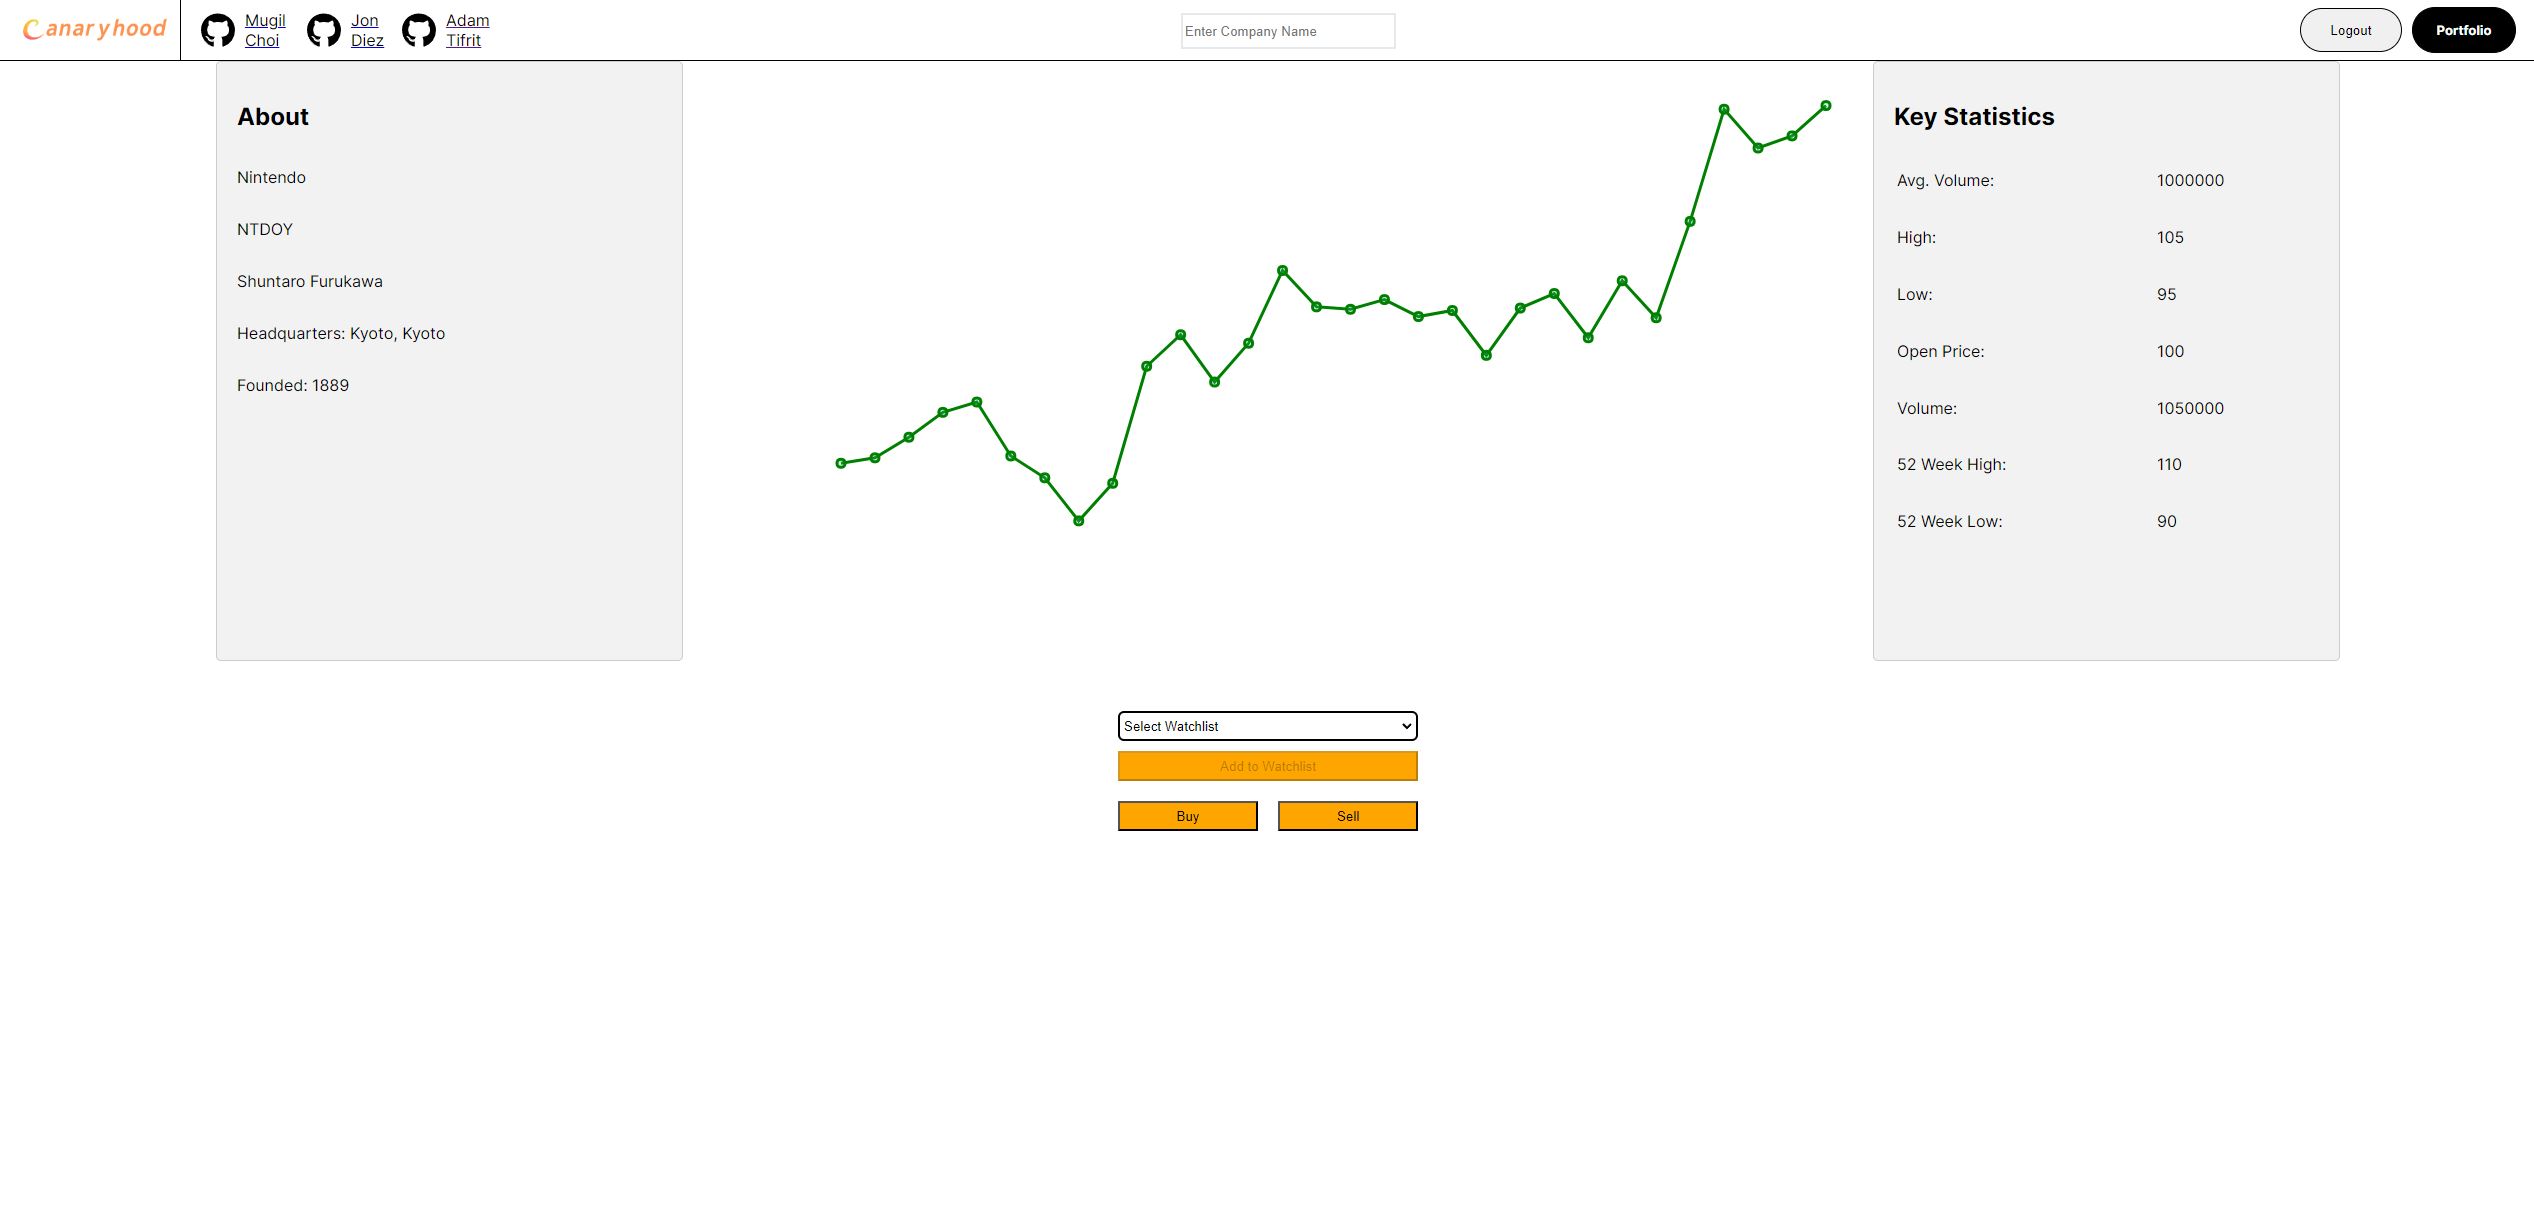 Canaryhood
Mugil
Choi
Jon
Diez
Adam
Tifrit
Enter Company Name
Logout
Portfolio
About
Nintendo
NTDOY
Shuntaro Furukawa
Headquarters: Kyoto, Kyoto
Founded: 1889
Key Statistics
Avg. Volume: 1000000
High: 105
Low: 95
Open Price: 100
Volume: 1050000
52 Week High: 110
52 Week Low: 90
Select Watchlist
Add to Watchlist
Buy
Sell